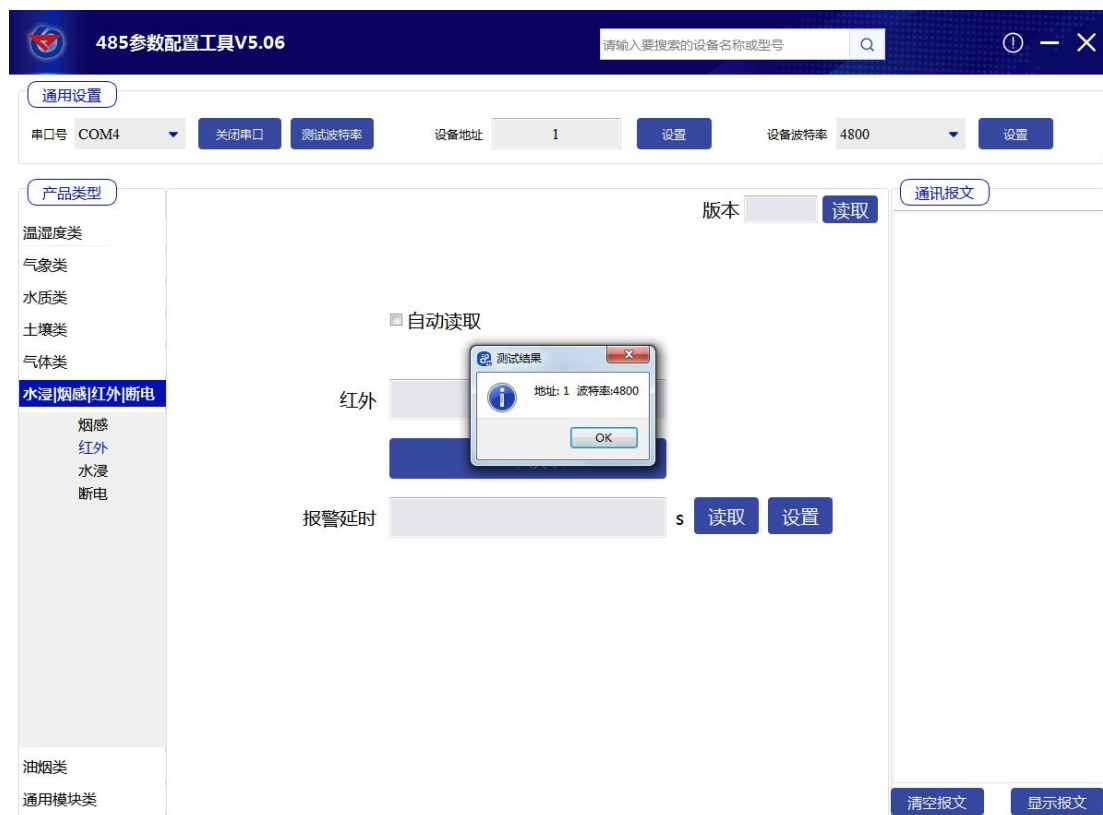 485参数配置工具V5.06
请输入要搜索的设备名称或型号
通用设置
串口号 COM4 关闭串口 测试波特率 设备地址 1 设置 设备波特率 4800 设置
产品类型
通讯报文
版本 读取
温湿度类
气象类
水质类
土壤类
气体类
水浸|烟感|红外|断电
烟感
红外
水浸
断电
自动读取
测试结果
地址: 1 波特率:4800
OK
红外
报警延时 s 读取 设置
油烟类
通用模块类
清空报文 显示报文